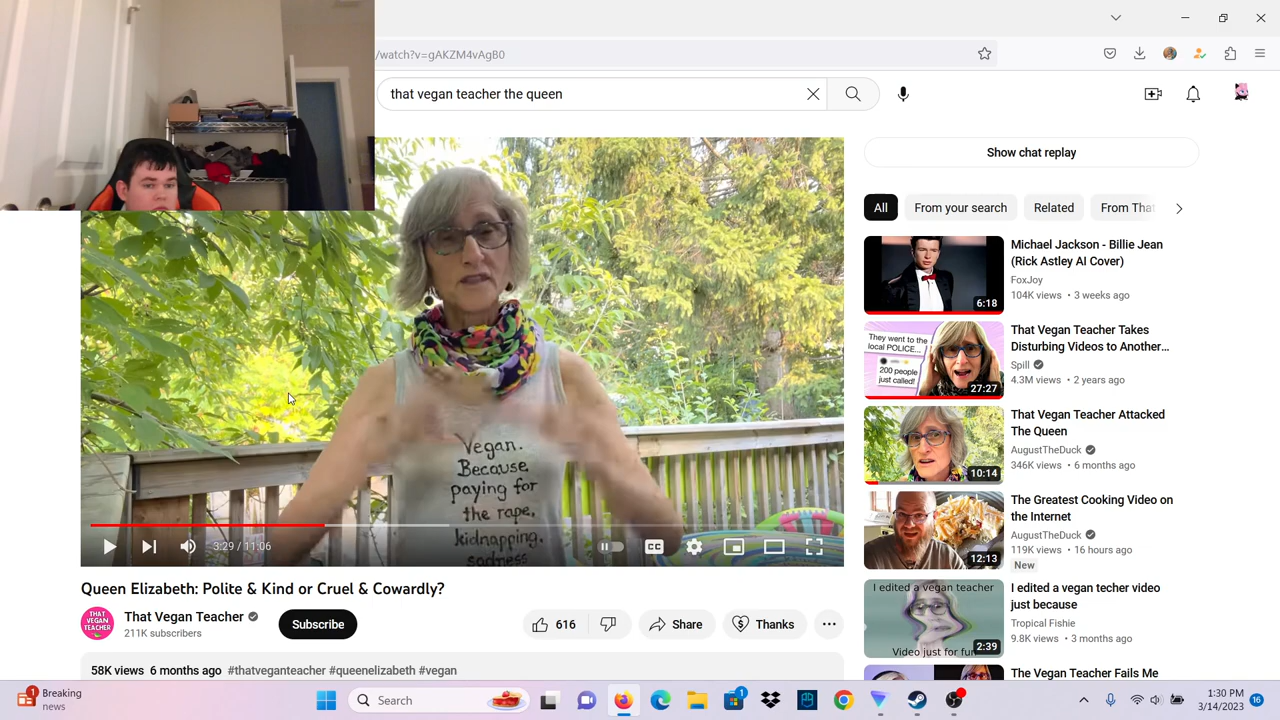 /watch?v=gAKZM4vAgB0
that vegan teacher the queen
Vegan.
Because
paying for
the rape,
kidnapping,
sadness
3:29 / 11:06
CC
Queen Elizabeth: Polite & Kind or Cruel & Cowardly?
THAT
VEGAN
TEACHER
That Vegan Teacher
211K subscribers
Subscribe
616
Share
Thanks
58K views 6 months ago #thatveganteacher #queenelizabeth #vegan
Show chat replay
All
From your search
Related
From Tha
Michael Jackson - Billie Jean
(Rick Astley AI Cover)
FoxJoy
104K views • 3 weeks ago
6:18
They went to the
local POLICE...
200 people
just called!
27:27
That Vegan Teacher Takes
Disturbing Videos to Another...
Spill
4.3M views • 2 years ago
10:14
That Vegan Teacher Attacked
The Queen
AugustTheDuck
346K views • 6 months ago
12:13
The Greatest Cooking Video on
the Internet
AugustTheDuck
119K views • 16 hours ago
New
I edited a vegan teacher
Video just for fun
2:39
I edited a vegan techer video
just because
Tropical Fishie
9.8K views • 3 months ago
The Vegan Teacher Fails Me
1
Breaking
news
Search
1
1:30 PM
3/14/2023
16